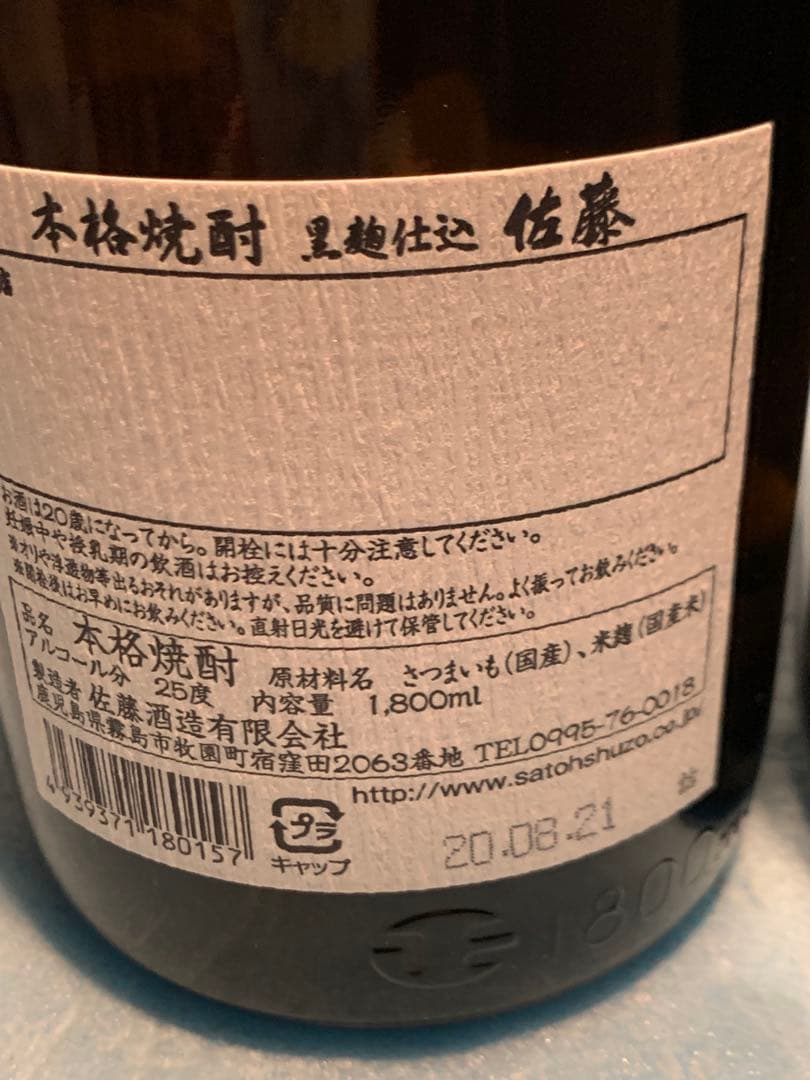 本格焼酎 黒麹仕込 佐藤
店
お酒は20歳になってから。開栓には十分注意してください。
妊娠中や授乳期の飲酒はお控えください。
※オリや浮遊物等出るおそれがありますが、品質に問題はありません。よく振ってお飲みください。
※開栓後はお早めにお飲みください。直射日光を避けて保管してください。
品名 本格焼酎 原材料名 さつまいも(国産)、米麹(国産米)
アルコール分 25度 内容量 1,800ml
製造者 佐藤酒造有限会社
鹿児島県霧島市牧園町宿窪田2063番地 TEL0995-76-0018
http://www.satohshuzo.co.jp/
4939371180157
プラ
キャップ
20.08.21
1800